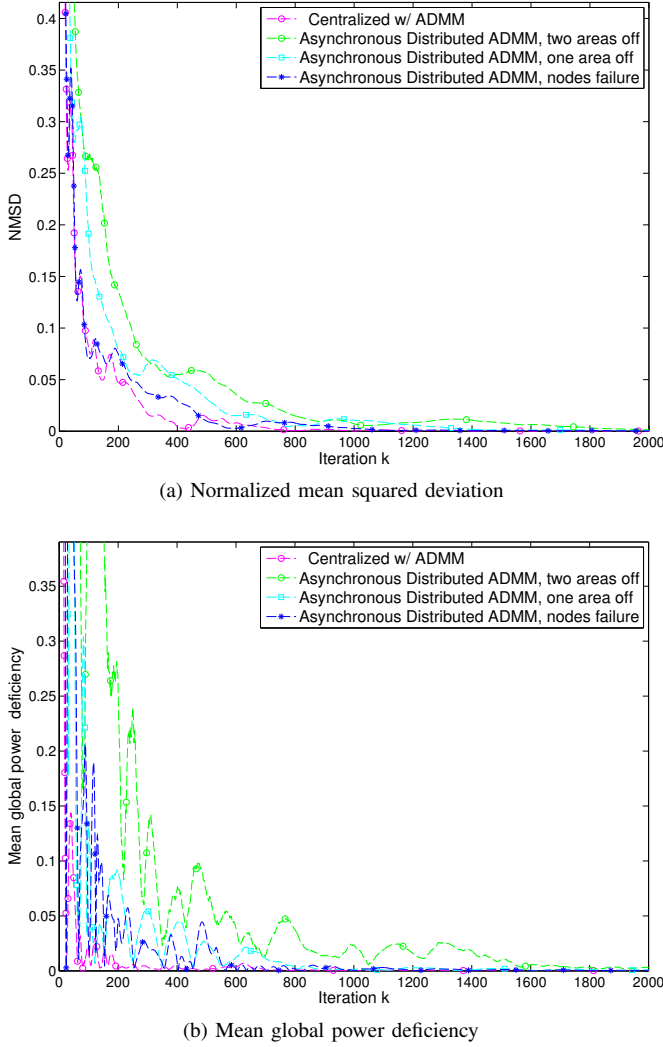 0.4
0.35
0.3
0.25
0.2
0.15
0.1
0.05
0
NMSD
Centralized w/ ADMM
Asynchronous Distributed ADMM, two areas off
Asynchronous Distributed ADMM, one area off
Asynchronous Distributed ADMM, nodes failure
0 200 400 600 800 1000 1200 1400 1600 1800 2000
Iteration k
(a) Normalized mean squared deviation
0.35
0.3
0.25
0.2
0.15
0.1
0.05
0
Mean global power deficiency
Centralized w/ ADMM
Asynchronous Distributed ADMM, two areas off
Asynchronous Distributed ADMM, one area off
Asynchronous Distributed ADMM, nodes failure
0 200 400 600 800 1000 1200 1400 1600 1800 2000
Iteration k
(b) Mean global power deficiency